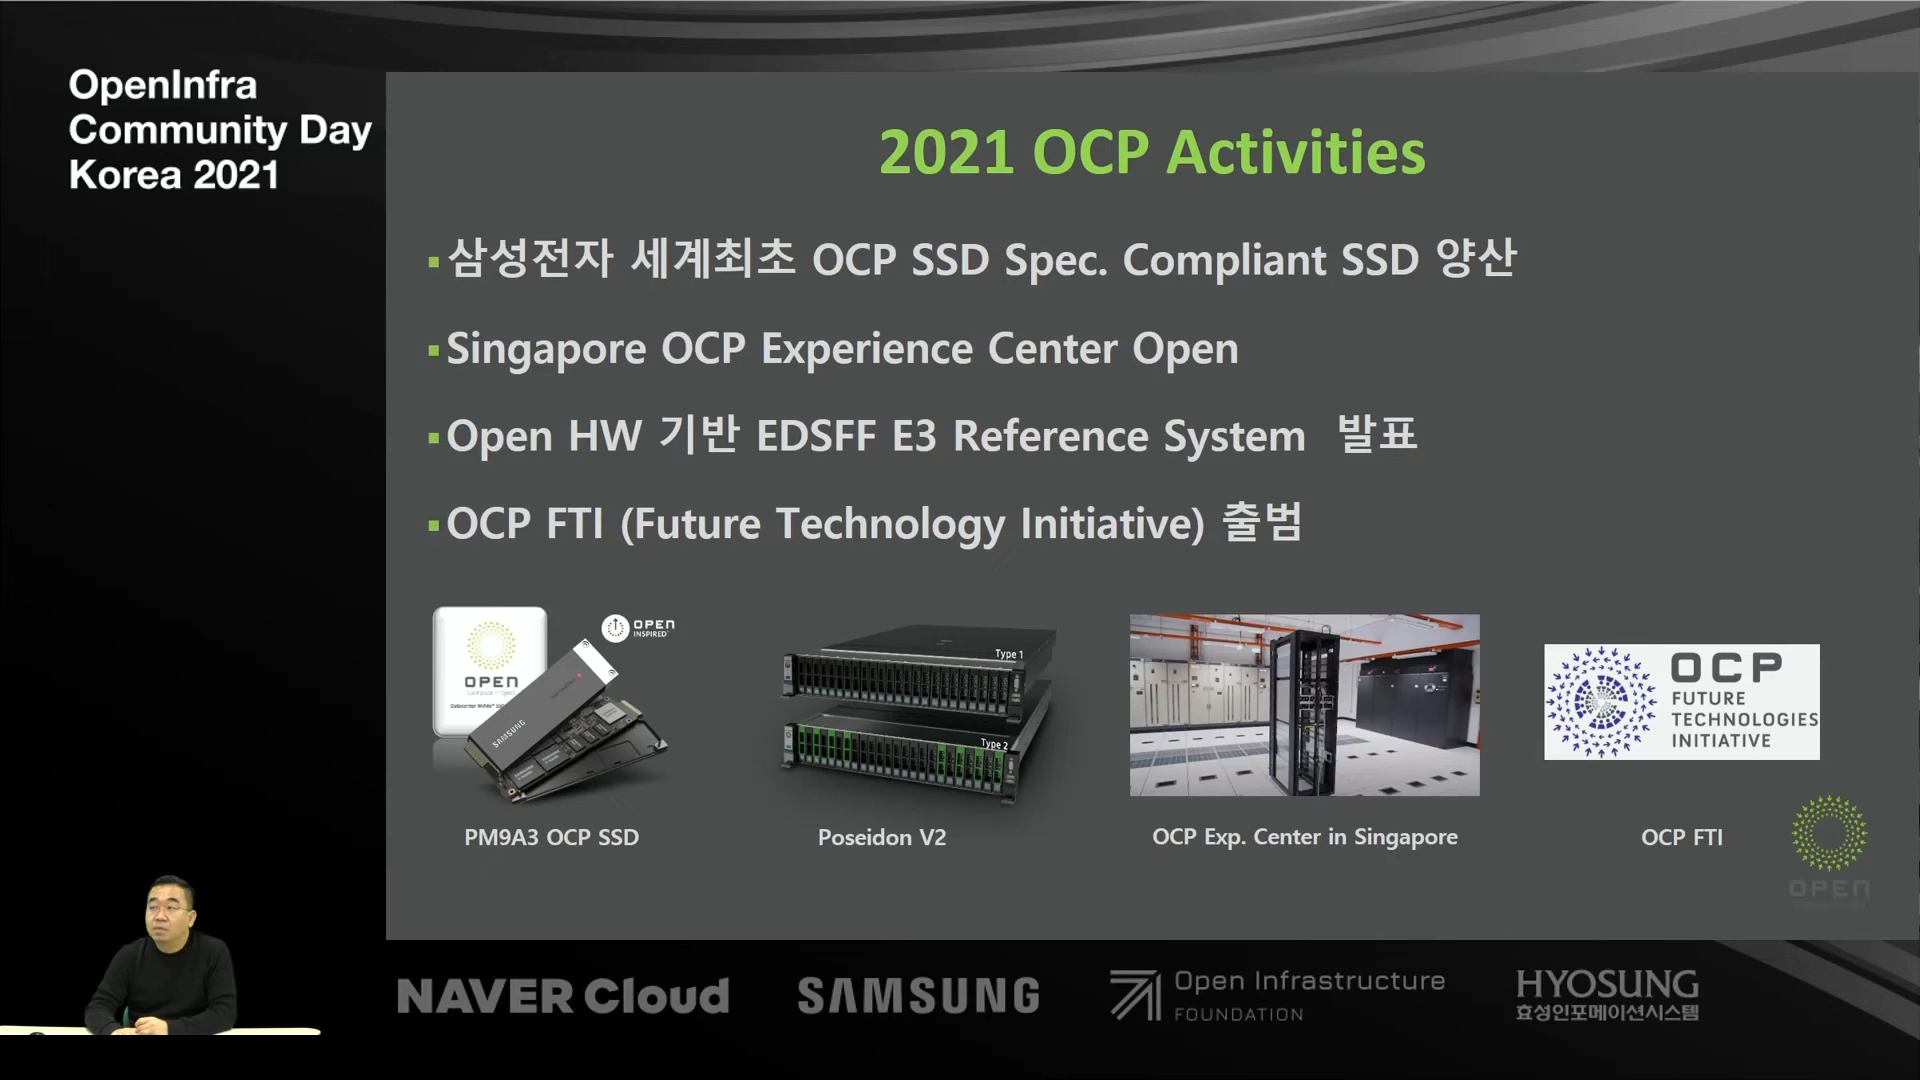 OpenInfra
Community Day
Korea 2021
2021 OCP Activities
삼성전자 세계최초 OCP SSD Spec. Compliant SSD 양산
Singapore OCP Experience Center Open
Open HW 기반 EDSFF E3 Reference System 발표
OCP FTI (Future Technology Initiative) 출범
OPEN
INSPIRED
OPEN
SAMSUNG
Type 1
Type 2
OCP
FUTURE
TECHNOLOGIES
INITIATIVE
PM9A3 OCP SSD
Poseidon V2
OCP Exp. Center in Singapore
OCP FTI
OPEN
NAVER Cloud
SAMSUNG
Open Infrastructure
FOUNDATION
HYOSUNG
효성인포메이션시스템